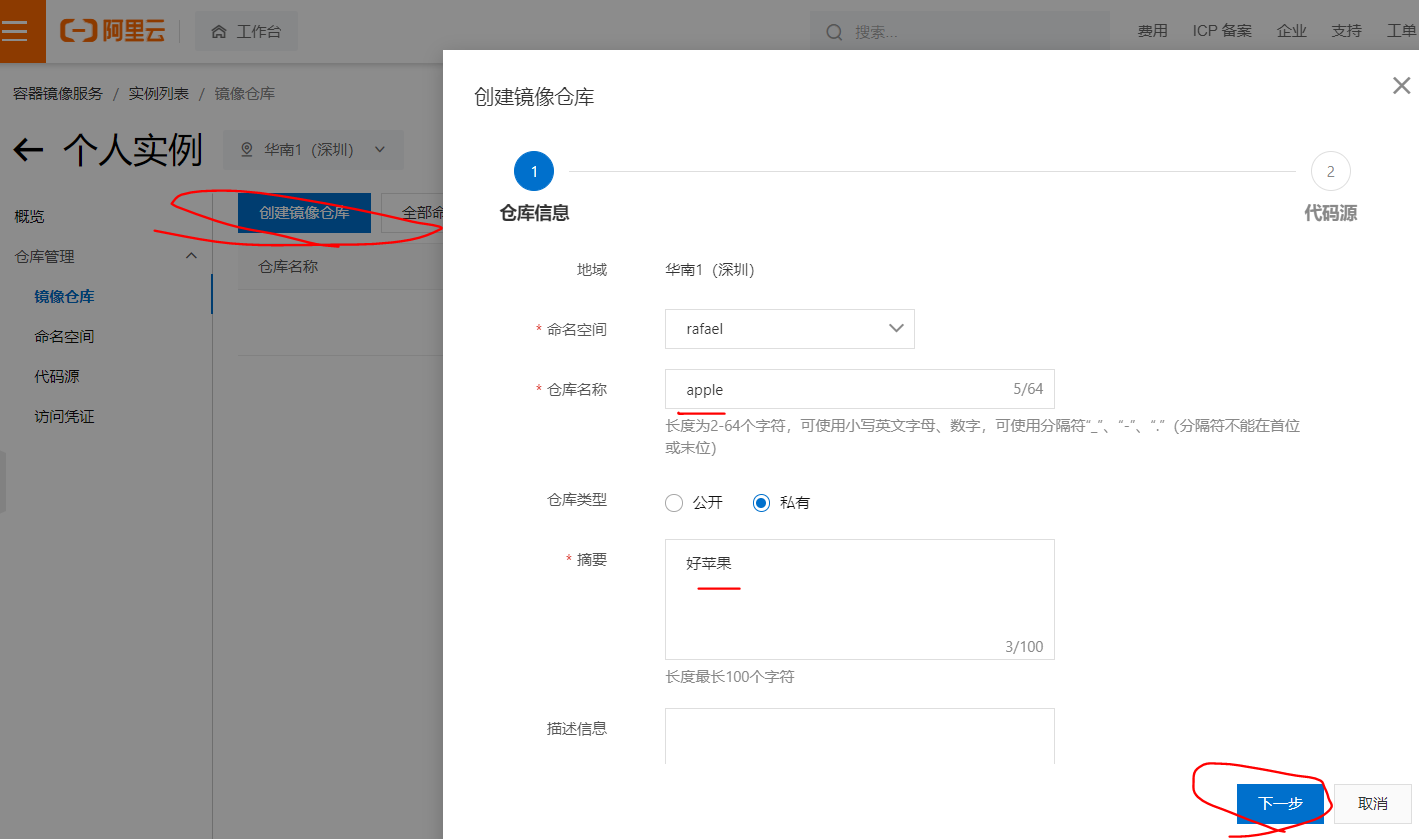 阿里云 工作台 搜索... 费用 ICP 备案 企业 支持 工单
容器镜像服务 / 实例列表 / 镜像仓库
个人实例 华南1（深圳）
概览
仓库管理
镜像仓库
命名空间
代码源
访问凭证
创建镜像仓库 全部命
仓库名称
创建镜像仓库
1 2
仓库信息 代码源
地域 华南1（深圳）
* 命名空间 rafael
* 仓库名称 apple 5/64
长度为2-64个字符，可使用小写英文字母、数字，可使用分隔符“_”、“-”、“.”（分隔符不能在首位
或末位）
仓库类型 公开 私有
* 摘要 好苹果
3/100
长度最长100个字符
描述信息
下一步 取消